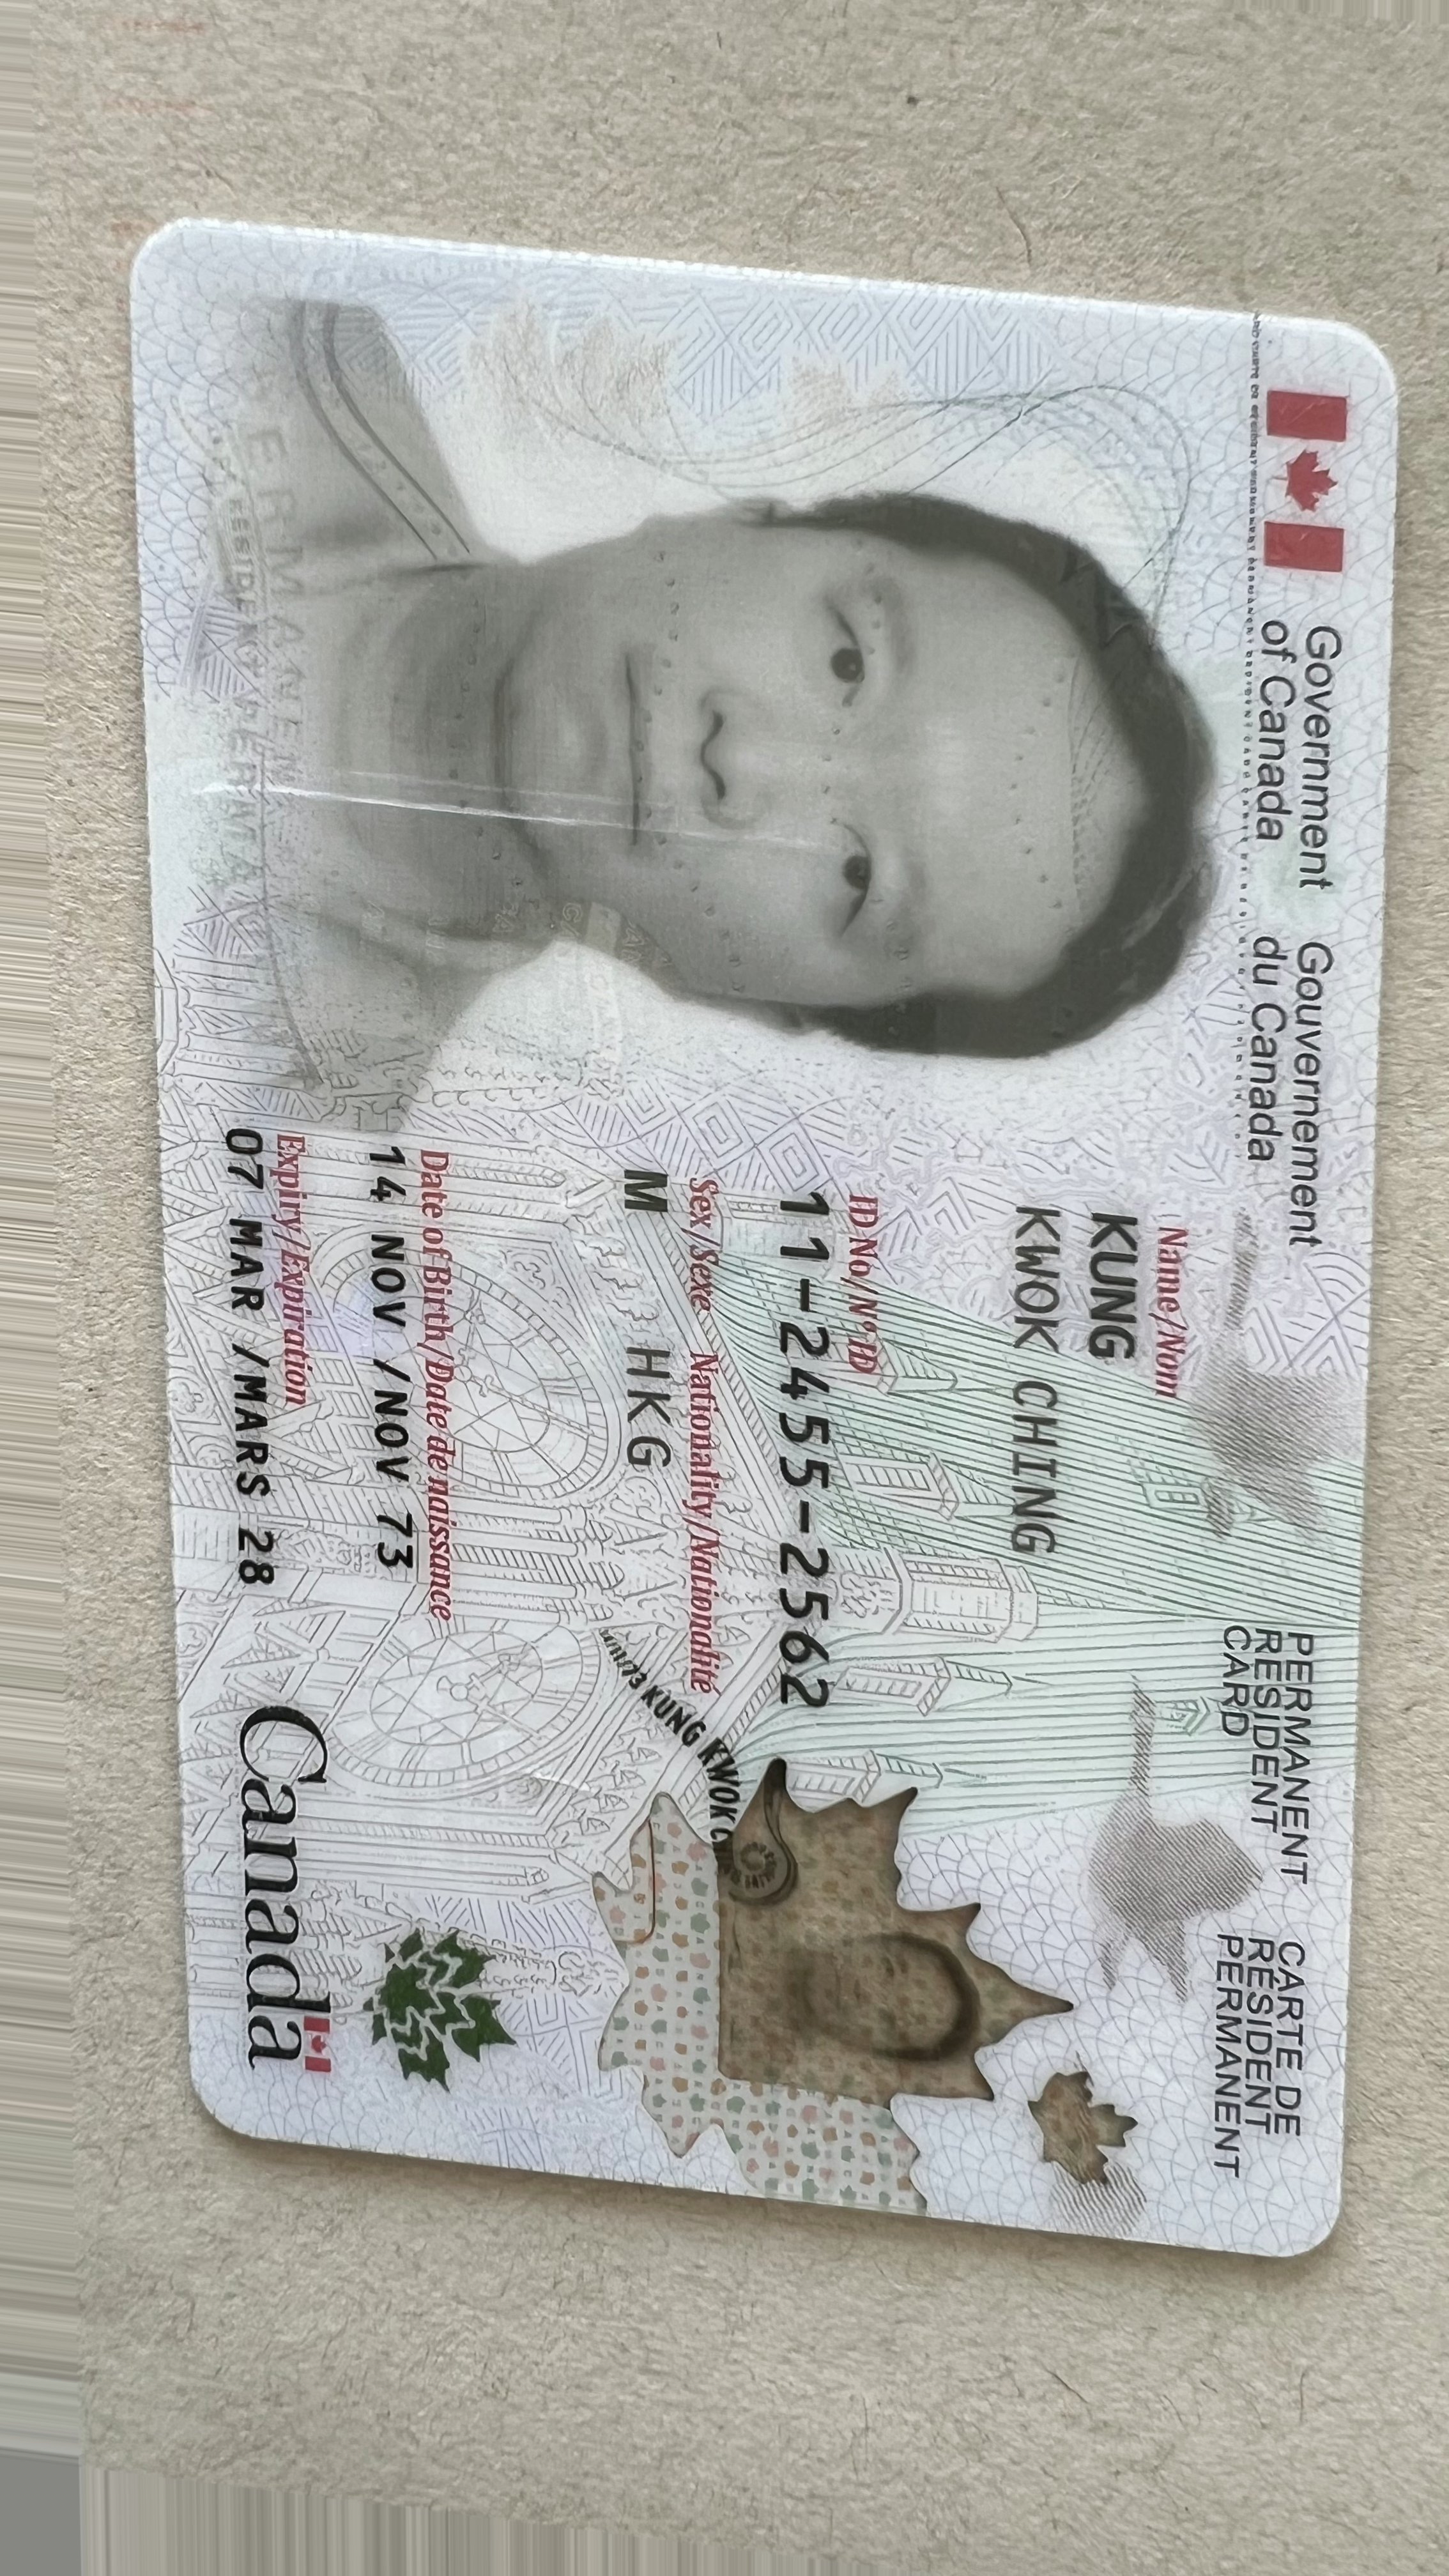 Government
of Canada
Gouvernement
du Canada
PERMANENT
RESIDENT
CARD
CARTE DE
RÉSIDENT
PERMANENT
Name/Nom
KUNG
KWOK CHING
ID No/Nº ID
11-2455-2562
Sex/Sexe Nationality/Nationalité
M HKG
Date of Birth/Date de naissance
14 NOV /NOV 73
Expiry/Expiration
07 MAR /MARS 28
KUNG KWOK C
Canada